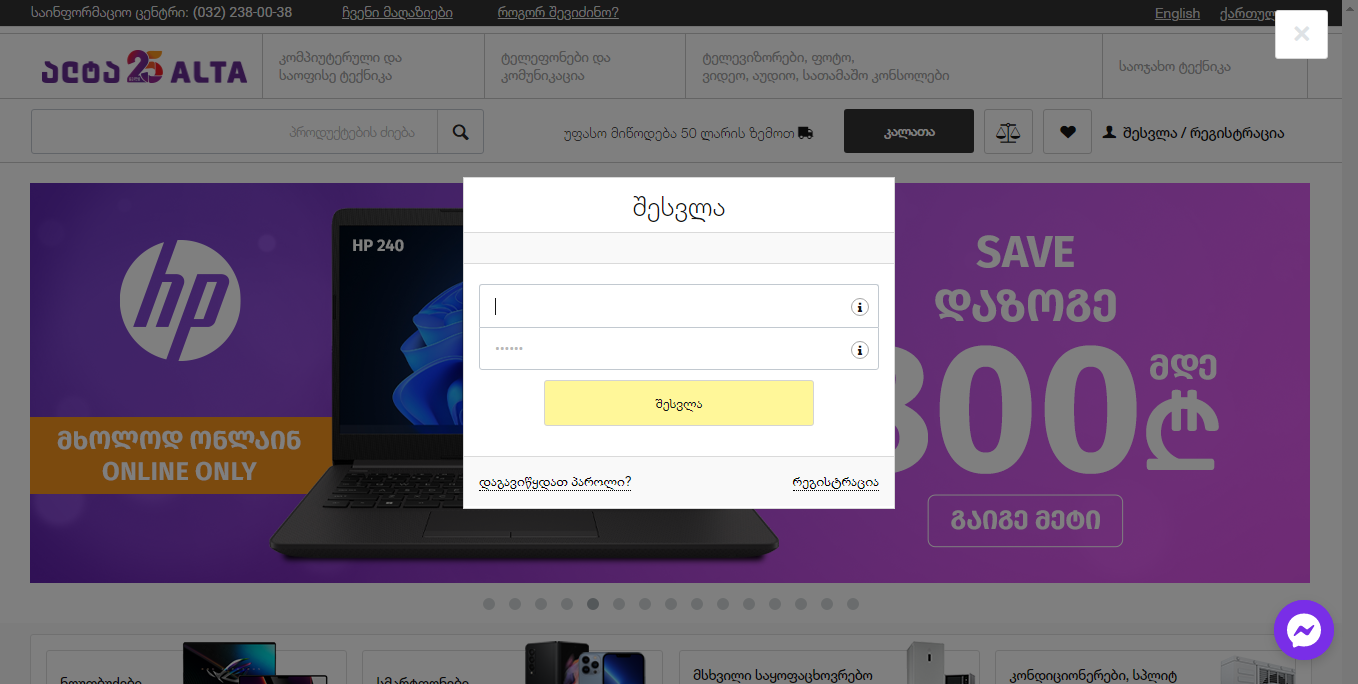 საინფორმაციო ცენტრი: (032) 238-00-38
ჩვენი მაღაზიები
როგორ შევიძინო?
English
ალტა 25 ALTA
კომპიუტერული და
საოფისე ტექნიკა
ტელეფონები და
კომუნიკაცია
ტელევიზორები, ფოტო,
ვიდეო, აუდიო, სათამაშო კონსოლები
საოჯახო ტექნიკა
პროდუქტების ძიება
უფასო მიწოდება 50 ლარის ზემოთ
კალათა
შესვლა / რეგისტრაცია
hp
HP 240
მხოლოდ ონლაინ
ONLINE ONLY
SAVE
დაზოგე
300₾
მდე
გაიგე მეტი
შესვლა
შესვლა
დაგავიწყდათ პაროლი?
რეგისტრაცია
ნოუთბუქები
სმარტფონები
მსხვილი საყოფაცხოვრებო
კონდიციონერები, სპლიტ